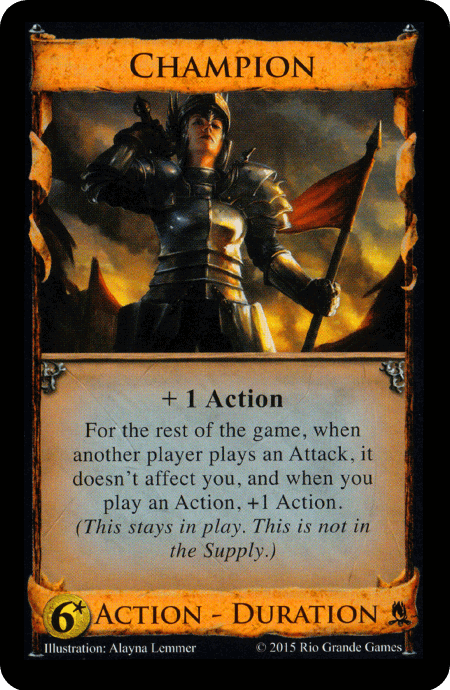 CHAMPION
+ 1 Action
For the rest of the game, when
another player plays an Attack, it
doesn't affect you, and when you
play an Action, +1 Action.
(This stays in play. This is not in
the Supply.)
6* ACTION - DURATION
Illustration: Alayna Lemmer © 2015 Rio Grande Games